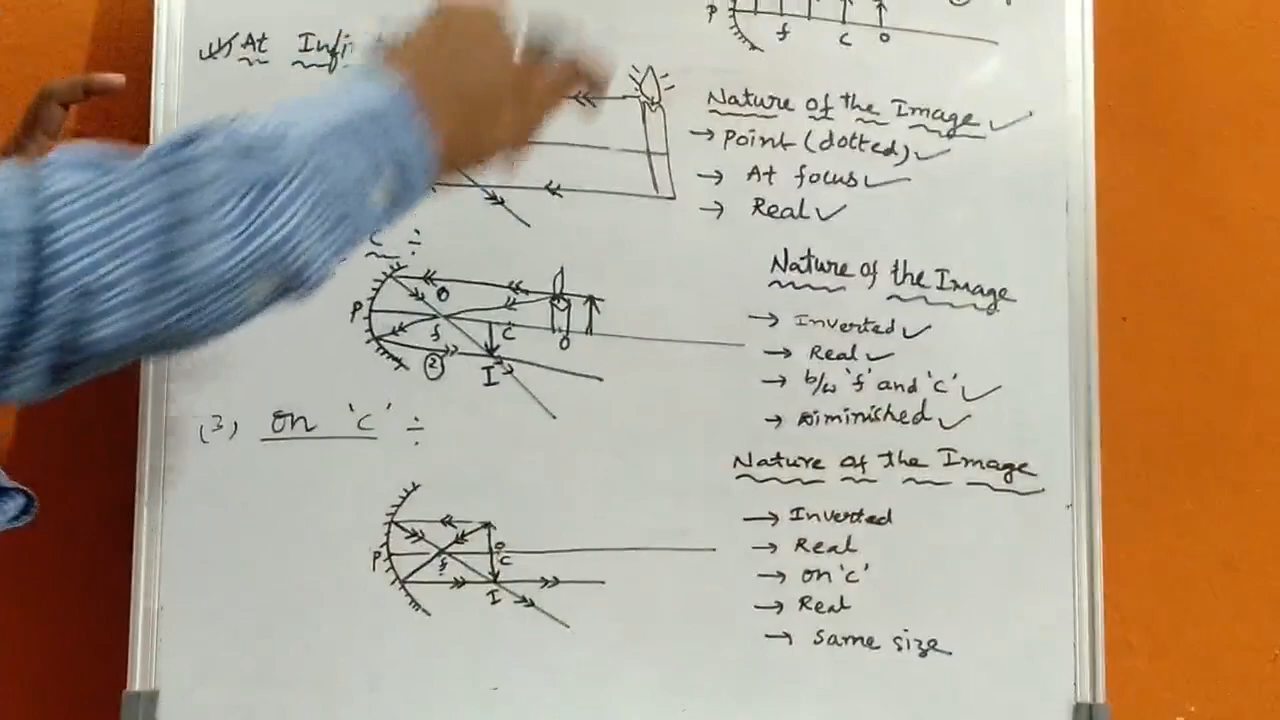 P f C O
At Infi
Nature of the Image
→ Point (dotted)
→ At focus
→ Real
C ÷
P f C O
②
I
Nature of the Image
→ Inverted
→ Real
→ b/w 'f' and 'C'
→ Diminished
(3) on 'C' ÷
P f O C
I
Nature of the Image
→ Inverted
→ Real
→ on 'C'
→ Real
→ Same size